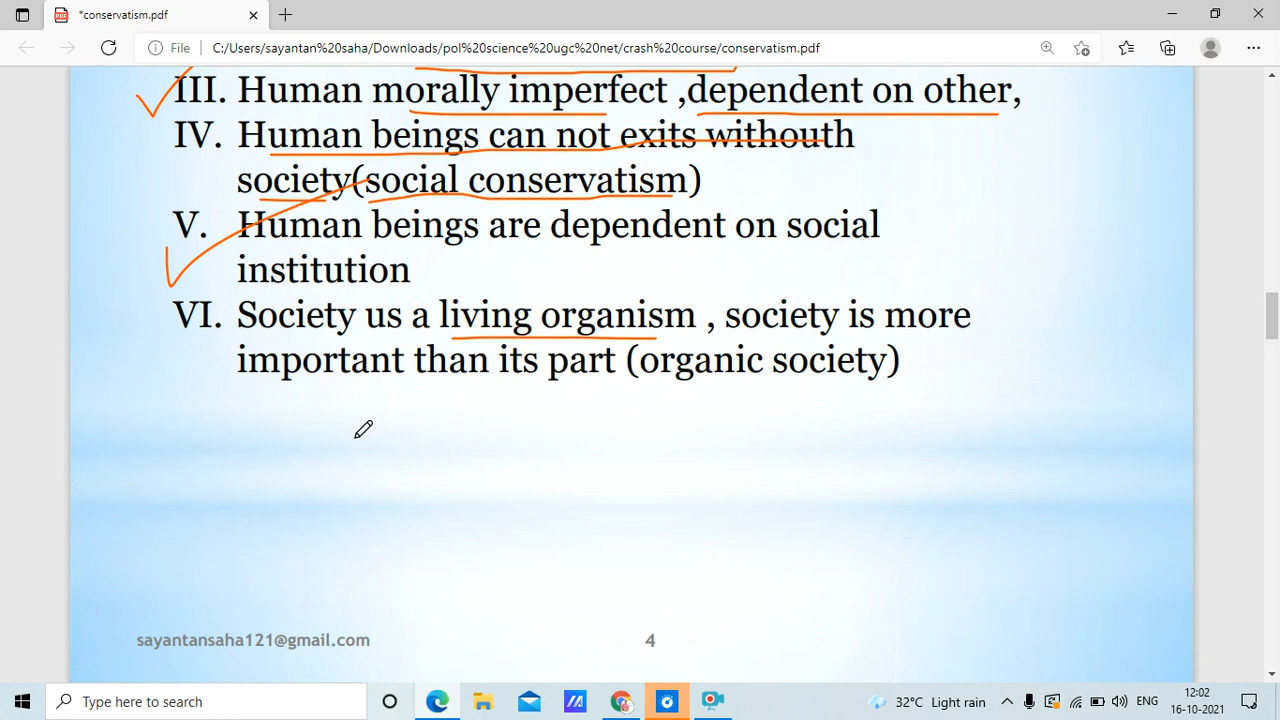 *conservatism.pdf
File
C:/Users/sayantan%20saha/Downloads/pol%20science%20ugc%20net/crash%20course/conservatism.pdf
III. Human morally imperfect ,dependent on other,
IV. Human beings can not exits withouth
society(social conservatism)
V. Human beings are dependent on social
institution
VI. Society us a living organism , society is more
important than its part (organic society)
sayantansaha121@gmail.com
4
Type here to search
32°C Light rain
ENG
12:02
16-10-2021